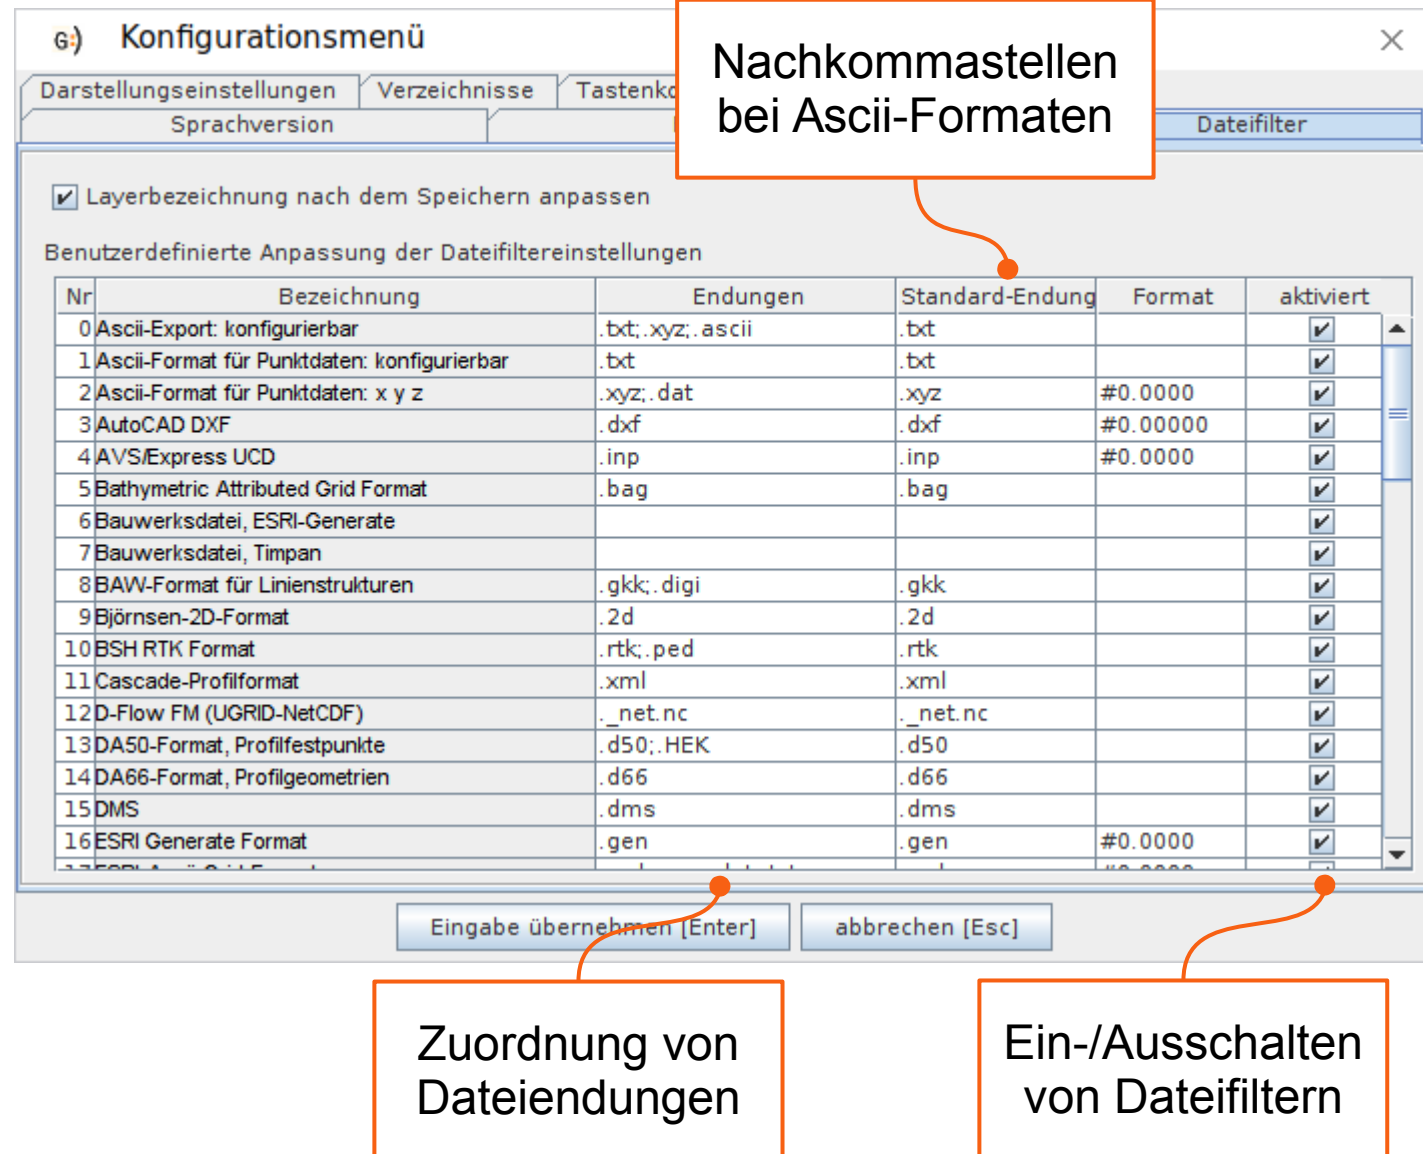 G:) Konfigurationsmenü
Nachkommastellen
bei Ascii-Formaten
Darstellungseinstellungen Verzeichnisse
Sprachversion Dateifilter
Layerbezeichnung nach dem Speichern anpassen
Benutzerdefinierte Anpassung der Dateifiltereinstellungen
Nr Bezeichnung Endungen Standard-Endung Format aktiviert
0 Ascii-Export: konfigurierbar .txt;.xyz;.ascii .txt
1 Ascii-Format für Punktdaten: konfigurierbar .txt .txt
2 Ascii-Format für Punktdaten: x y z .xyz;.dat .xyz #0.0000
3 AutoCAD DXF .dxf .dxf #0.00000
4 AVS/Express UCD .inp .inp #0.0000
5 Bathymetric Attributed Grid Format .bag .bag
6 Bauwerksdatei, ESRI-Generate
7 Bauwerksdatei, Timpan
8 BAW-Format für Linienstrukturen .gkk;.digi .gkk
9 Björnsen-2D-Format .2d .2d
10 BSH RTK Format .rtk;.ped .rtk
11 Cascade-Profilformat .xml .xml
12 D-Flow FM (UGRID-NetCDF) ._net.nc ._net.nc
13 DA50-Format, Profilfestpunkte .d50;.HEK .d50
14 DA66-Format, Profilgeometrien .d66 .d66
15 DMS .dms .dms
16 ESRI Generate Format .gen .gen #0.0000
Eingabe übernehmen [Enter] abbrechen [Esc]
Zuordnung von
Dateiendungen
Ein-/Ausschalten
von Dateifiltern